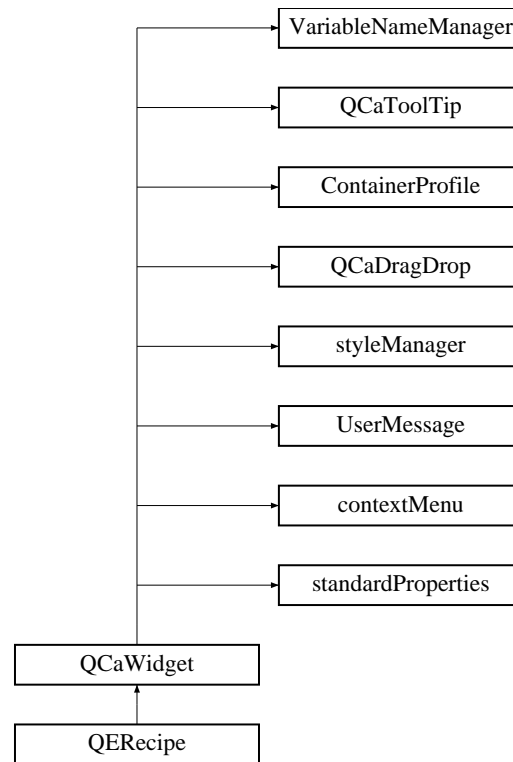 VariableNameManager
QCaToolTip
ContainerProfile
QCaDragDrop
styleManager
UserMessage
contextMenu
standardProperties
QCaWidget
QERecipe